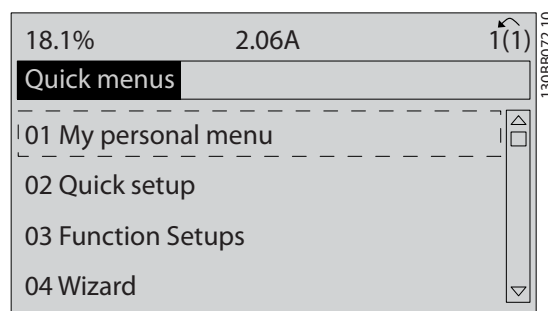 18.1% 2.06A 1(1)
Quick menus
01 My personal menu
02 Quick setup
03 Function Setups
04 Wizard
130BB072.10